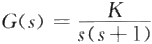 G(s) = K / s(s+1)